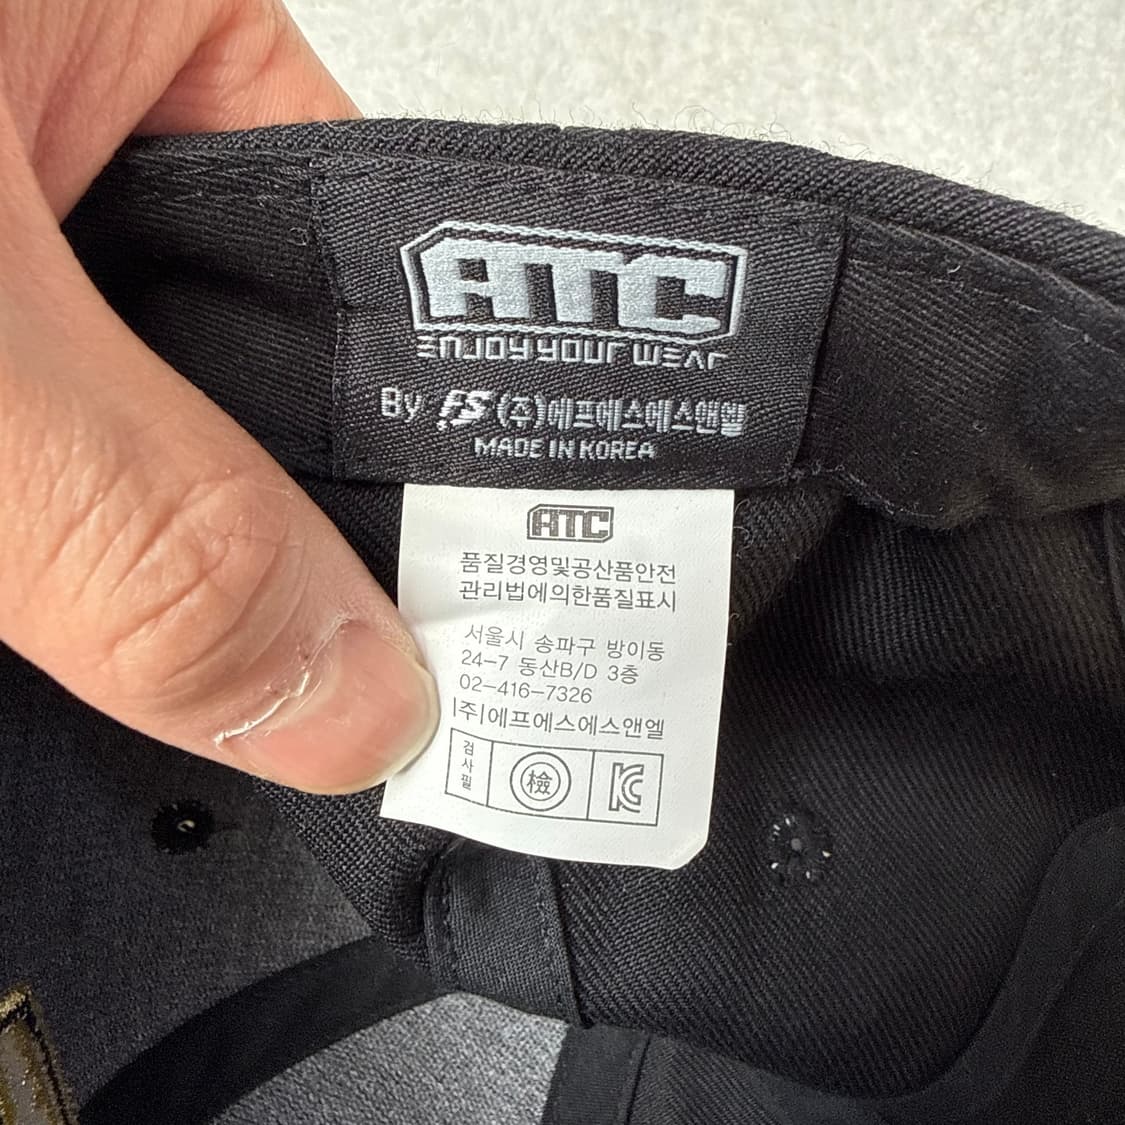 ATC
ENJOY YOUR WEAR
By FS (주)에프에스에스앤엘
MADE IN KOREA
ATC
품질경영및공산품안전
관리법에의한품질표시
서울시 송파구 방이동
24-7 동산B/D 3층
02-416-7326
(주)에프에스에스앤엘
검사필 檢 KC